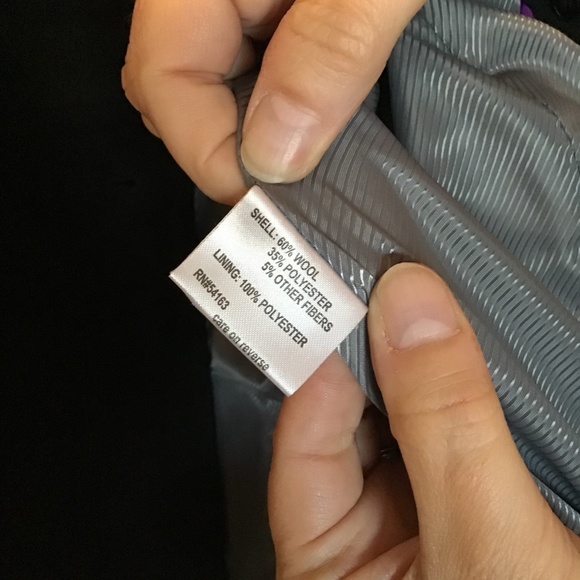 SHELL: 60% WOOL
35% POLYESTER
5% OTHER FIBERS
LINING: 100% POLYESTER
RN#54163
care on reverse